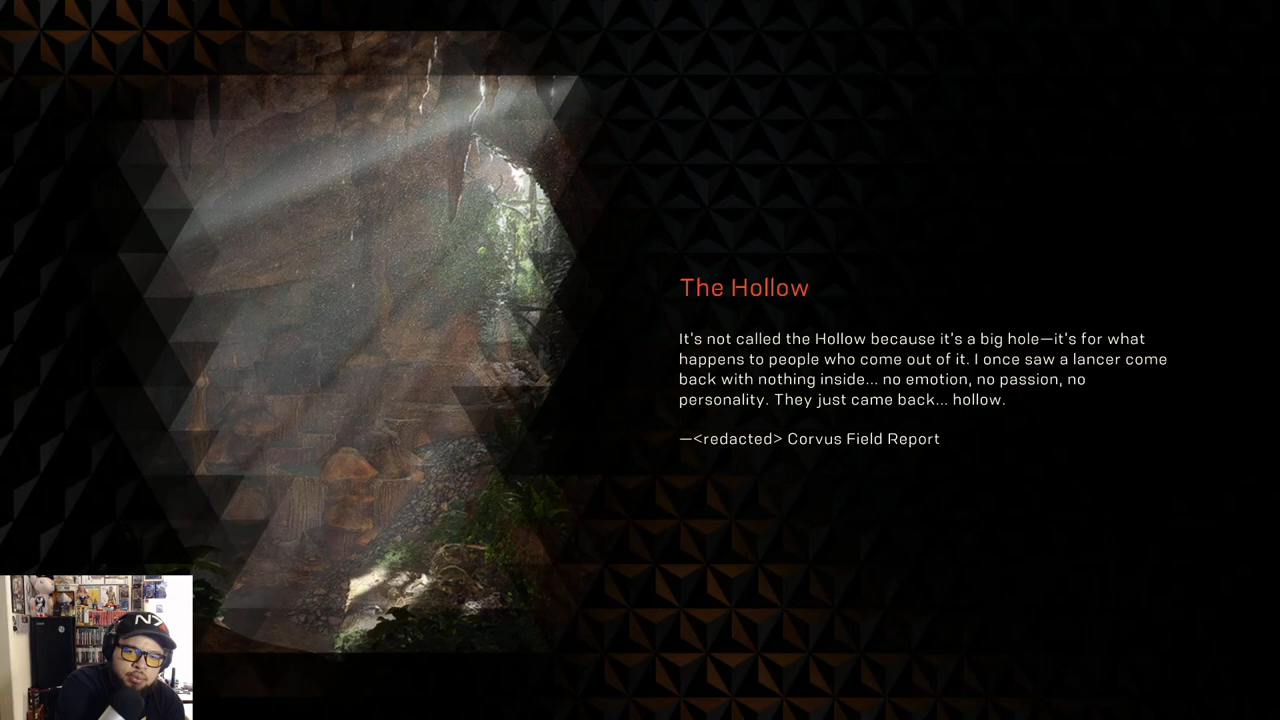 The Hollow
It's not called the Hollow because it's a big hole—it's for what
happens to people who come out of it. I once saw a lancer come
back with nothing inside... no emotion, no passion, no
personality. They just came back... hollow.
—<redacted> Corvus Field Report